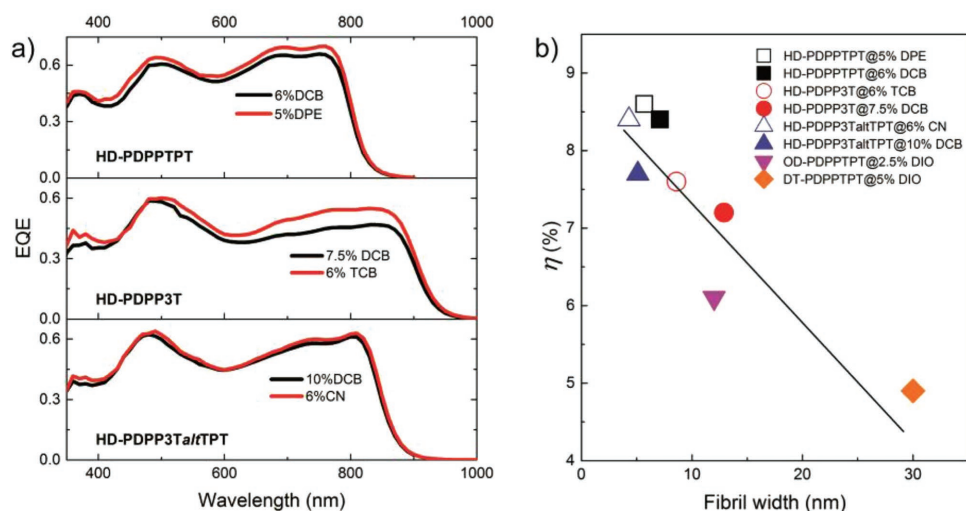 a)
400 600 800 1000
0.6
0.3
0.0
6%DCB
5%DPE
HD-PDPPTPT
EQE
0.6
0.3
0.0
7.5% DCB
6% TCB
HD-PDPP3T
0.6
0.3
0.0
10%DCB
6%CN
HD-PDPP3TaltTPT
400 600 800 1000
Wavelength (nm)
b)
9
8
7
6
5
4
η (%)
HD-PDPPTPT@5% DPE
HD-PDPPTPT@6% DCB
HD-PDPP3T@6% TCB
HD-PDPP3T@7.5% DCB
HD-PDPP3TaltTPT@6% CN
HD-PDPP3TaltTPT@10% DCB
OD-PDPPTPT@2.5% DIO
DT-PDPPTPT@5% DIO
0 10 20 30
Fibril width (nm)